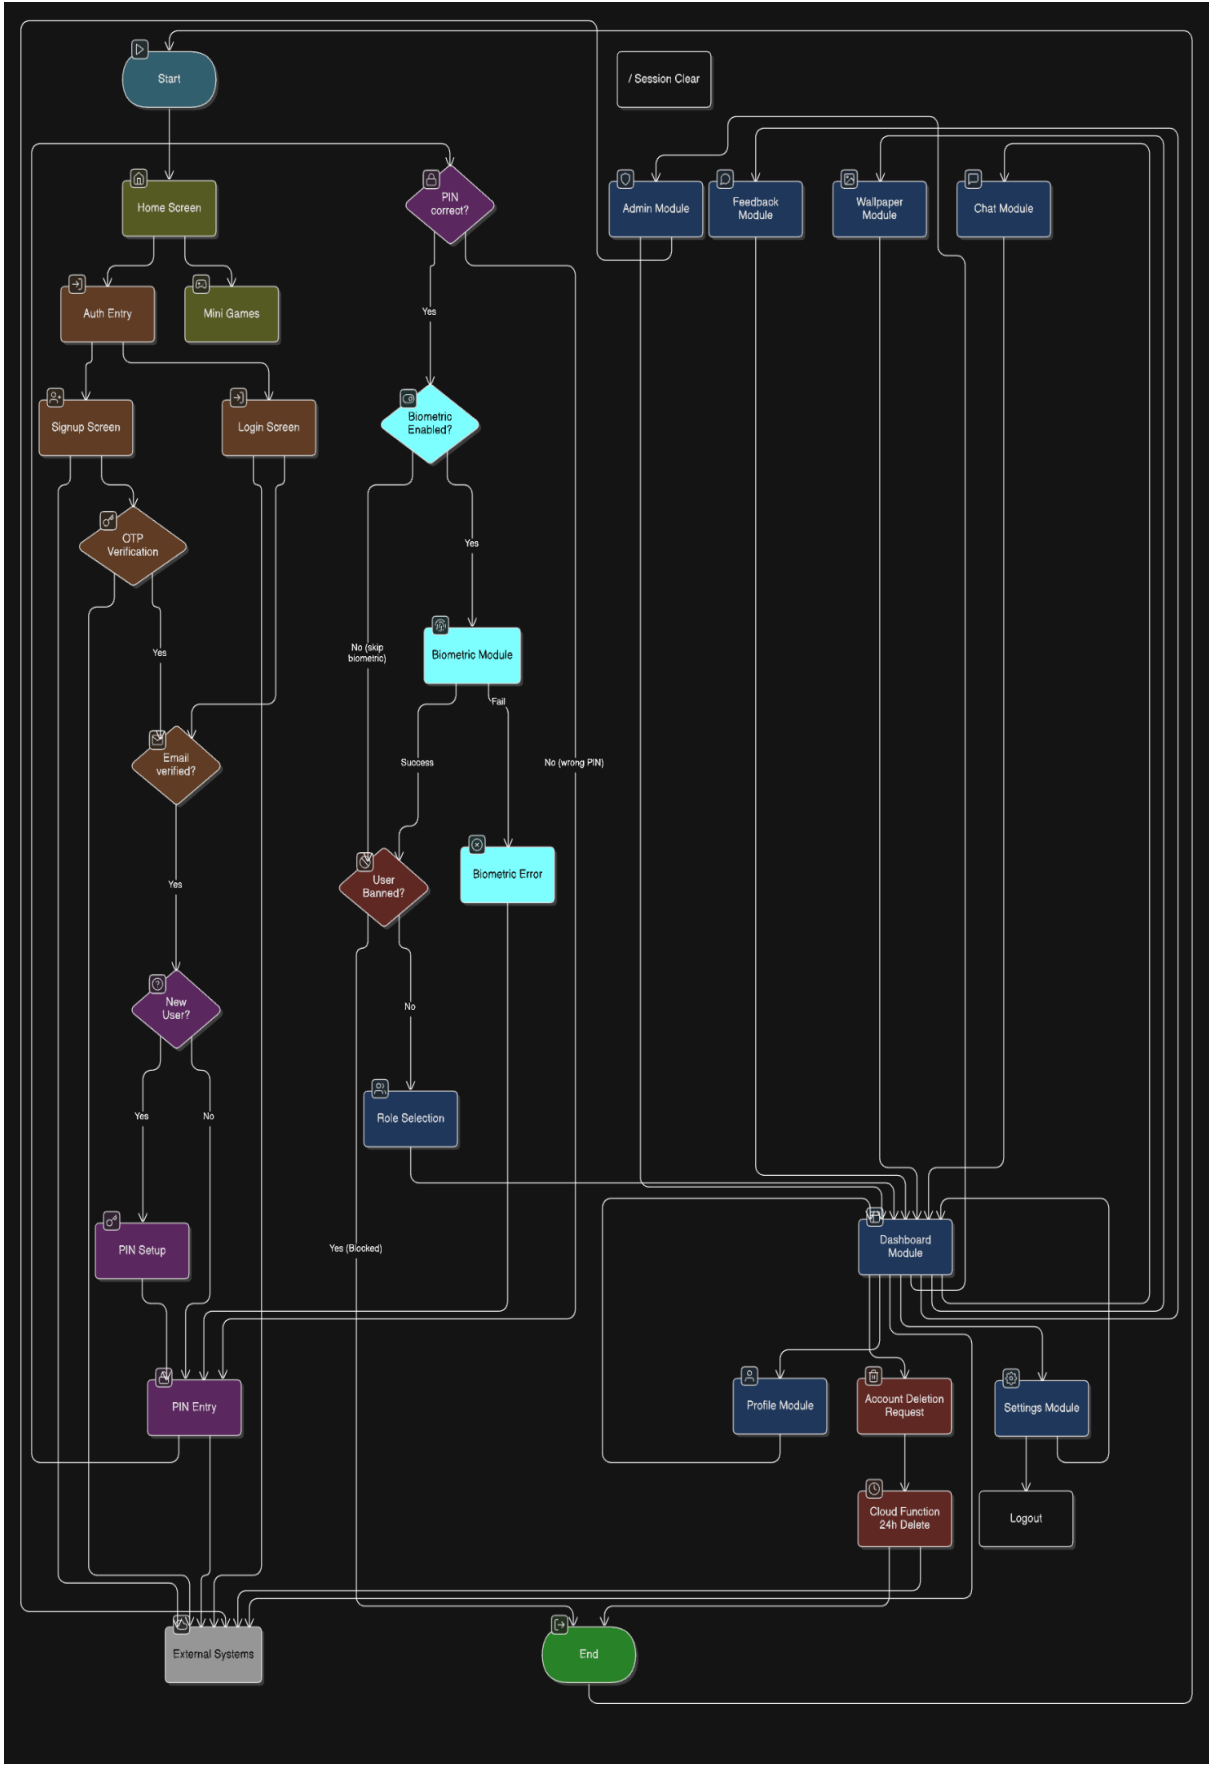 Start
/ Session Clear
Home Screen
PIN
correct?
Admin Module
Feedback
Module
Wallpaper
Module
Chat Module
Auth Entry
Mini Games
Yes
Signup Screen
Login Screen
Biometric
Enabled?
OTP
Verification
Yes
Yes
No (skip
biometric)
Biometric Module
Fail
Email
verified?
Success
No (wrong PIN)
User
Banned?
Biometric Error
Yes
New
User?
No
Yes
No
Role Selection
PIN Setup
Yes (Blocked)
Dashboard
Module
PIN Entry
Profile Module
Account Deletion
Request
Settings Module
Cloud Function
24h Delete
Logout
External Systems
End